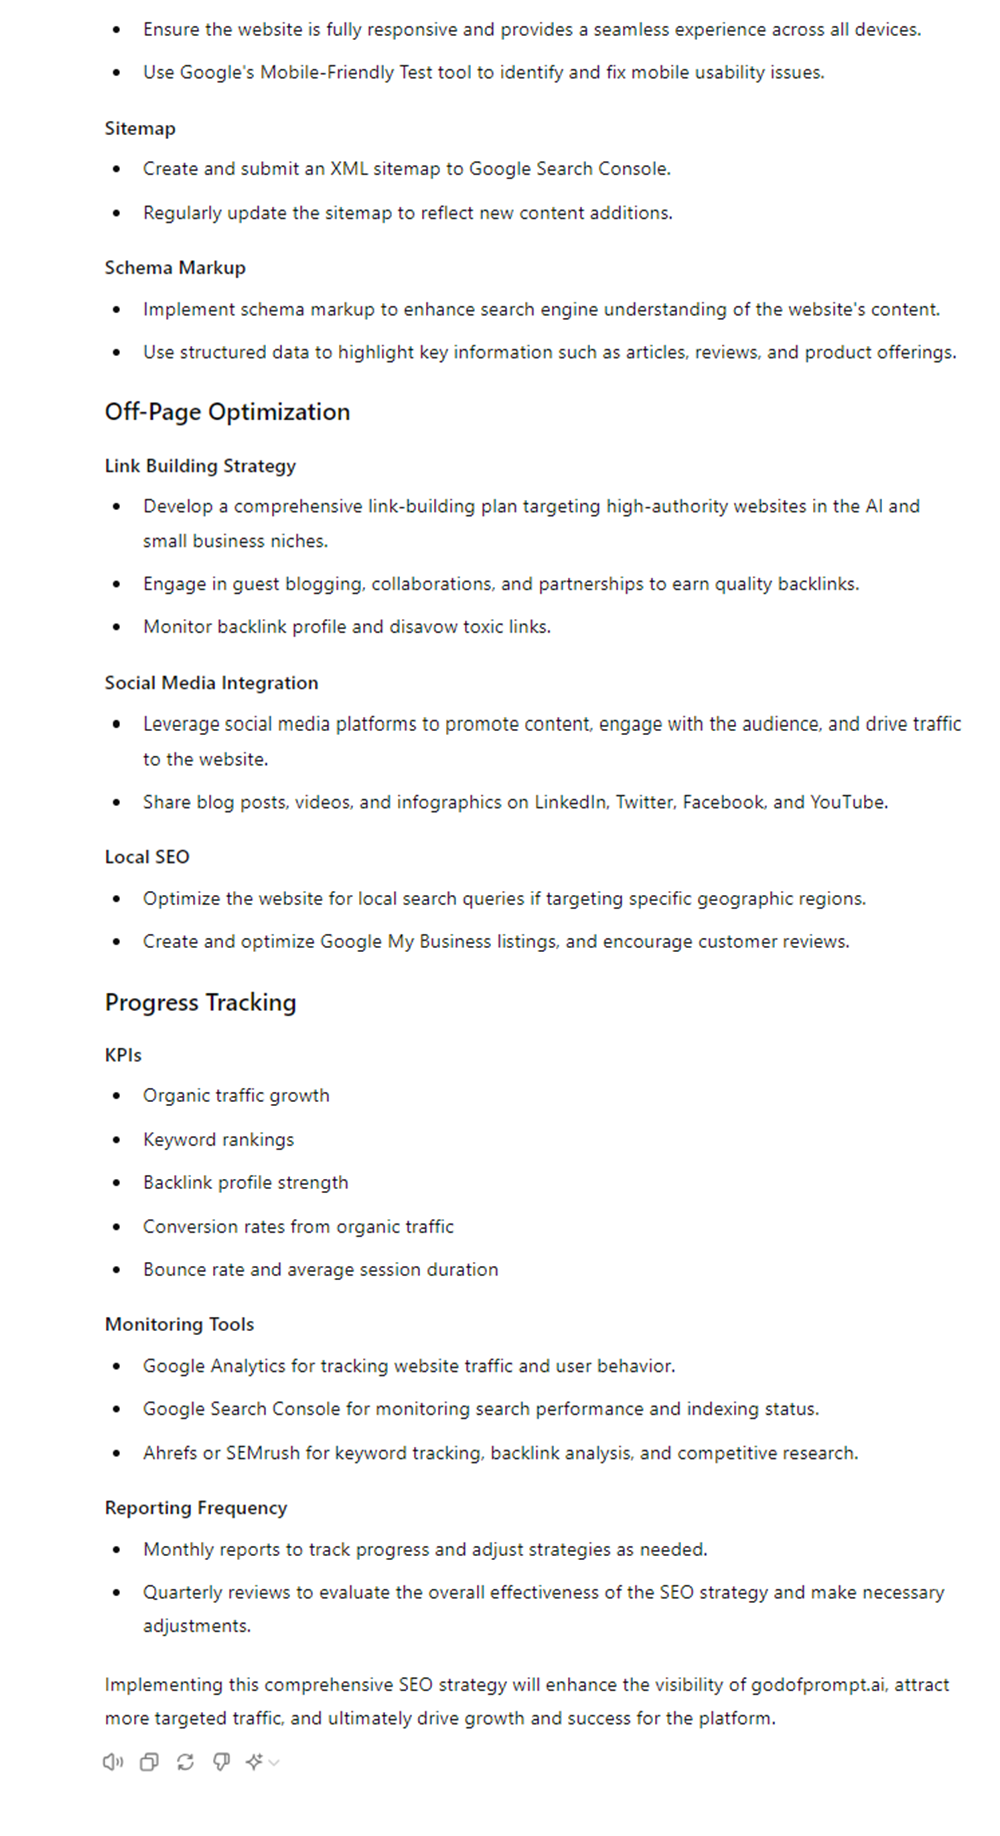 Ensure the website is fully responsive and provides a seamless experience across all devices.
Use Google's Mobile-Friendly Test tool to identify and fix mobile usability issues.
Sitemap
Create and submit an XML sitemap to Google Search Console.
Regularly update the sitemap to reflect new content additions.
Schema Markup
Implement schema markup to enhance search engine understanding of the website's content.
Use structured data to highlight key information such as articles, reviews, and product offerings.
Off-Page Optimization
Link Building Strategy
Develop a comprehensive link-building plan targeting high-authority websites in the AI and
small business niches.
Engage in guest blogging, collaborations, and partnerships to earn quality backlinks.
Monitor backlink profile and disavow toxic links.
Social Media Integration
Leverage social media platforms to promote content, engage with the audience, and drive traffic
to the website.
Share blog posts, videos, and infographics on LinkedIn, Twitter, Facebook, and YouTube.
Local SEO
Optimize the website for local search queries if targeting specific geographic regions.
Create and optimize Google My Business listings, and encourage customer reviews.
Progress Tracking
KPIs
Organic traffic growth
Keyword rankings
Backlink profile strength
Conversion rates from organic traffic
Bounce rate and average session duration
Monitoring Tools
Google Analytics for tracking website traffic and user behavior.
Google Search Console for monitoring search performance and indexing status.
Ahrefs or SEMrush for keyword tracking, backlink analysis, and competitive research.
Reporting Frequency
Monthly reports to track progress and adjust strategies as needed.
Quarterly reviews to evaluate the overall effectiveness of the SEO strategy and make necessary
adjustments.
Implementing this comprehensive SEO strategy will enhance the visibility of godofprompt.ai, attract
more targeted traffic, and ultimately drive growth and success for the platform.